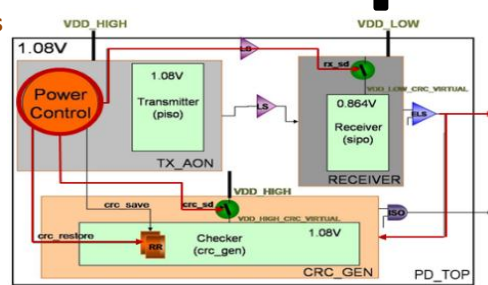 s
VDD_HIGH
VDD_LOW
1.08V
LS
rx_sd
Power
Control
1.08V
Transmitter
(piso)
TX_AON
LS
VDD_LOW_CRC_VIRTUAL
0.864V
Receiver
(sipo)
RECEIVER
ELS
VDD_HIGH
crc_save
crc_sd
VDD_HIGH_CRC_VIRTUAL
ISO
crc_restore
RR
Checker
(crc_gen)
1.08V
CRC_GEN
PD_TOP